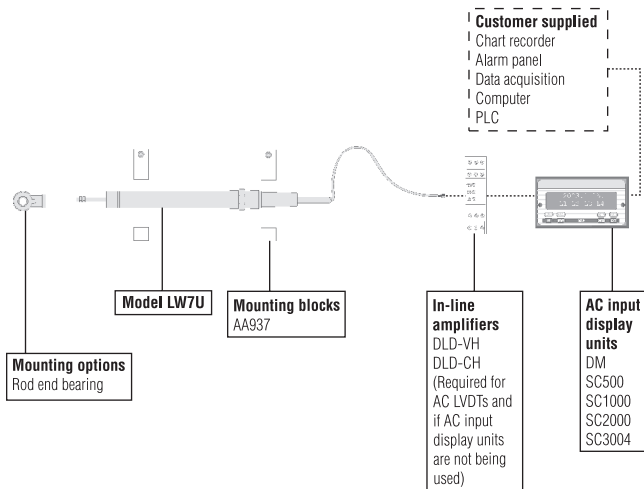 Customer supplied
Chart recorder
Alarm panel
Data acquisition
Computer
PLC
Model LW7U
Mounting blocks
AA937
Mounting options
Rod end bearing
In-line
amplifiers
DLD-VH
DLD-CH
(Required for
AC LVDTs and
if AC input
display units
are not being
used)
AC input
display
units
DM
SC500
SC1000
SC2000
SC3004